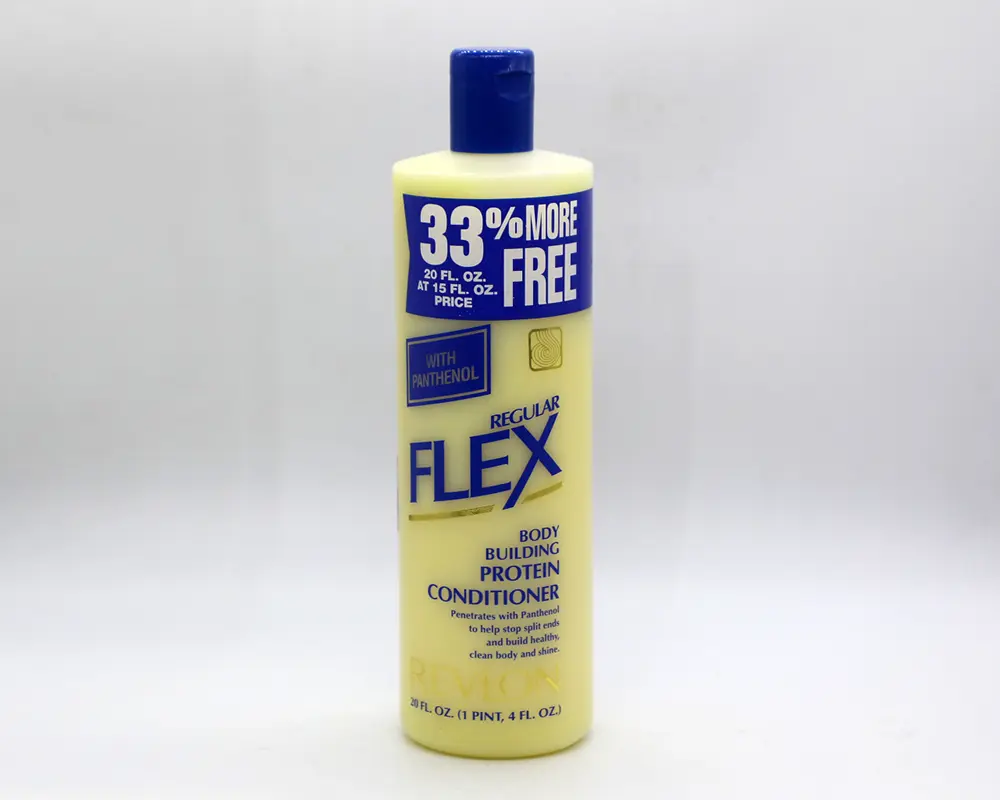 33% MORE
FREE
20 FL. OZ.
AT 15 FL. OZ.
PRICE
WITH
PANTHENOL
REGULAR
FLEX
BODY
BUILDING
PROTEIN
CONDITIONER
Penetrates with Panthenol
to help stop split ends
and build healthy,
clean body and shine.
REVLON
20 FL. OZ. (1 PINT, 4 FL. OZ.)